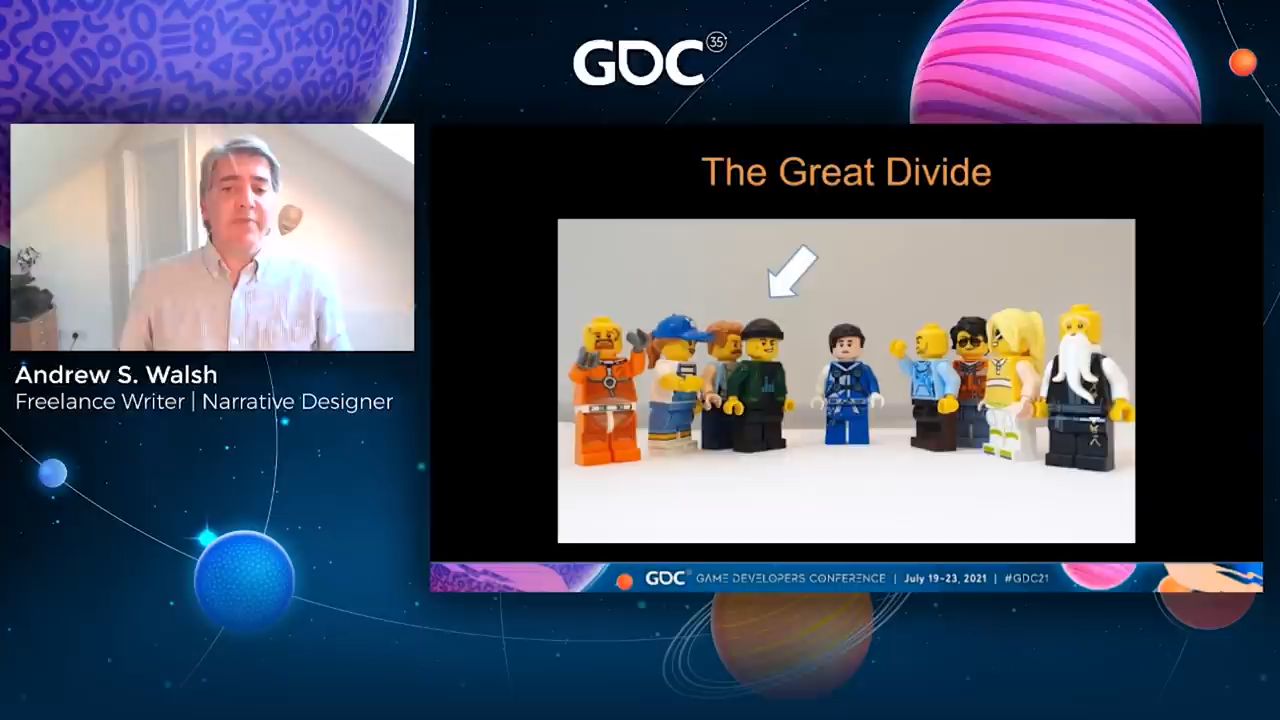 GDC 35
The Great Divide
Andrew S. Walsh
Freelance Writer | Narrative Designer
GDC GAME DEVELOPERS CONFERENCE | July 19-23, 2021 | #GDC21